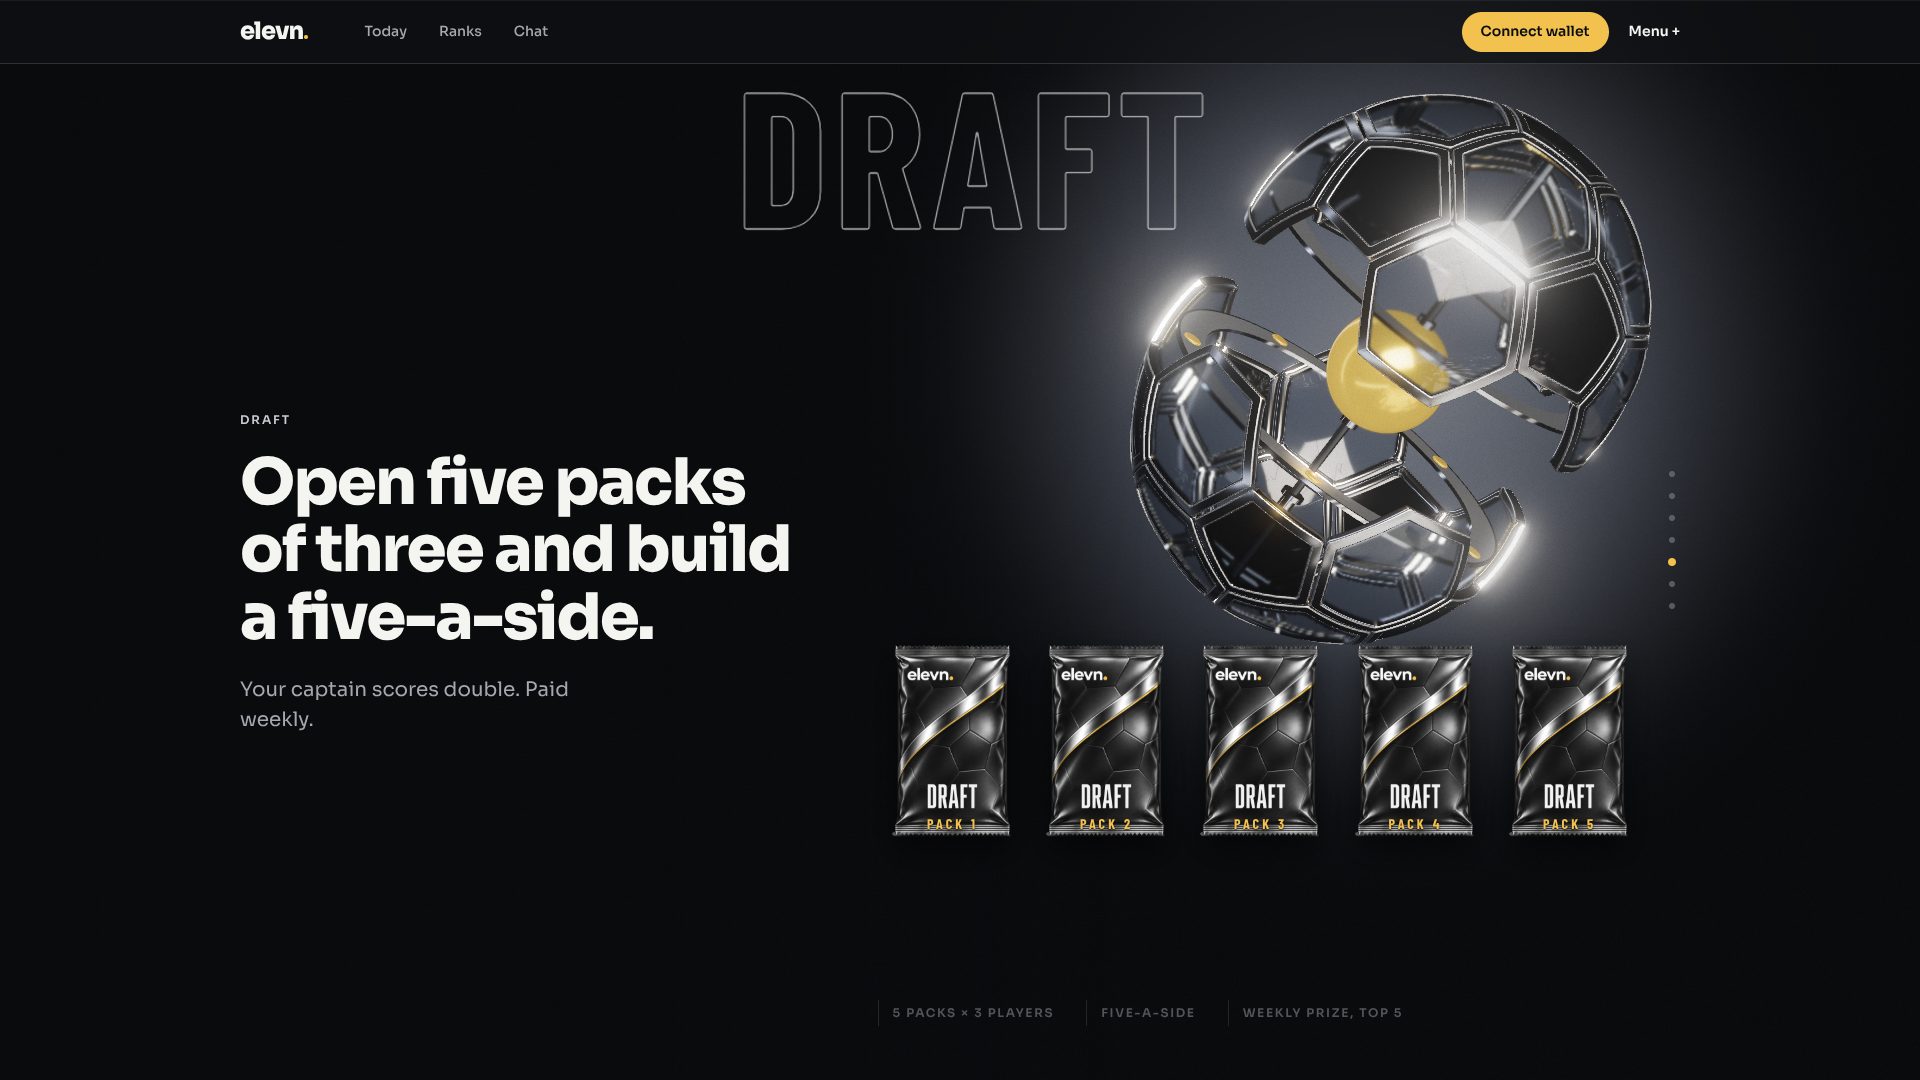 elevn.
Today
Ranks
Chat
Connect wallet
Menu +
DRAFT
DRAFT
Open five packs
of three and build
a five-a-side.
Your captain scores double. Paid
weekly.
elevn.
DRAFT
PACK 1
elevn.
DRAFT
PACK 2
elevn.
DRAFT
PACK 3
elevn.
DRAFT
PACK 4
elevn.
DRAFT
PACK 5
5 PACKS × 3 PLAYERS
FIVE-A-SIDE
WEEKLY PRIZE, TOP 5